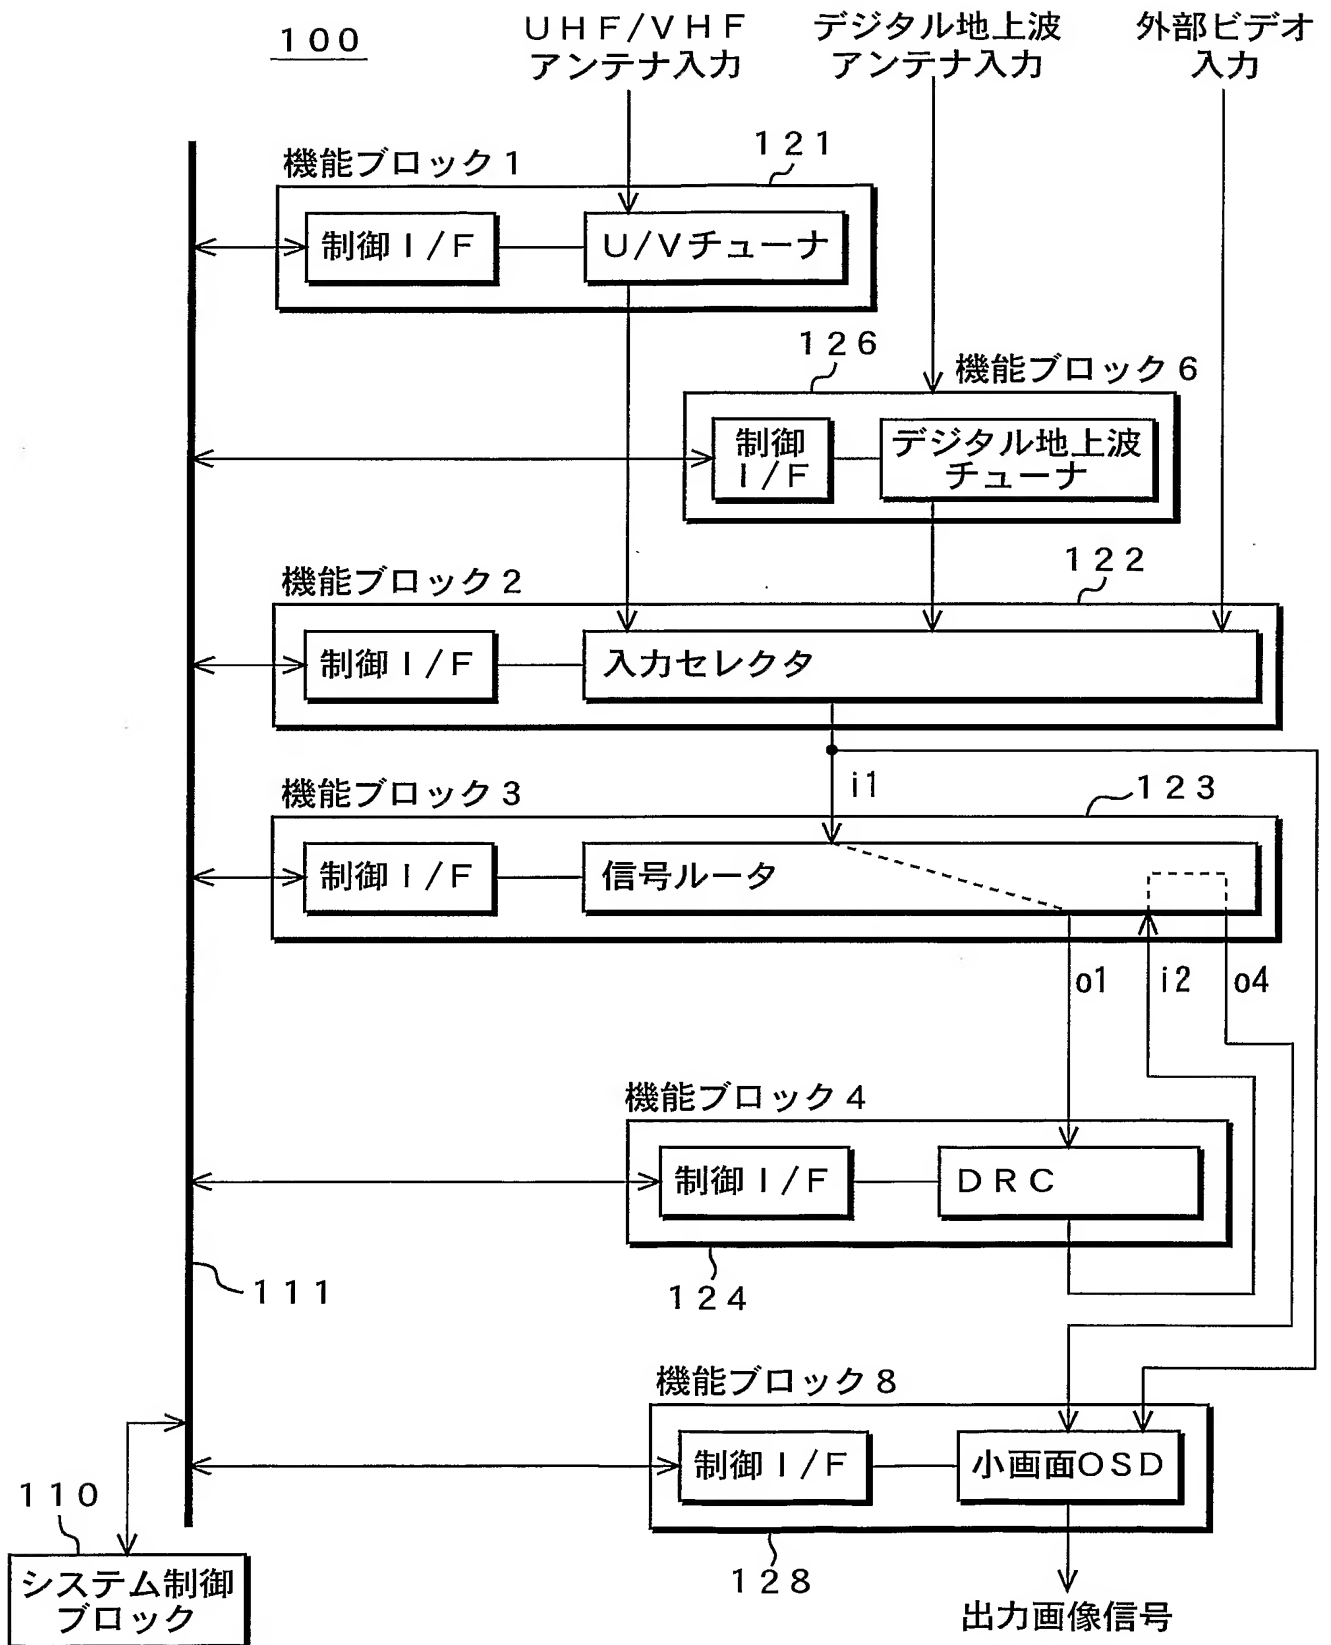 100
UHF/VHF
アンテナ入力
デジタル地上波
アンテナ入力
外部ビデオ
入力
機能ブロック1
121
制御I/F
U/Vチューナ
126
機能ブロック6
制御
I/F
デジタル地上波
チューナ
機能ブロック2
122
制御I/F
入力セレクタ
i1
機能ブロック3
123
制御I/F
信号ルータ
o1
i2
o4
機能ブロック4
制御I/F
DRC
124
111
機能ブロック8
制御I/F
小画面OSD
110
128
システム制御
ブロック
出力画像信号